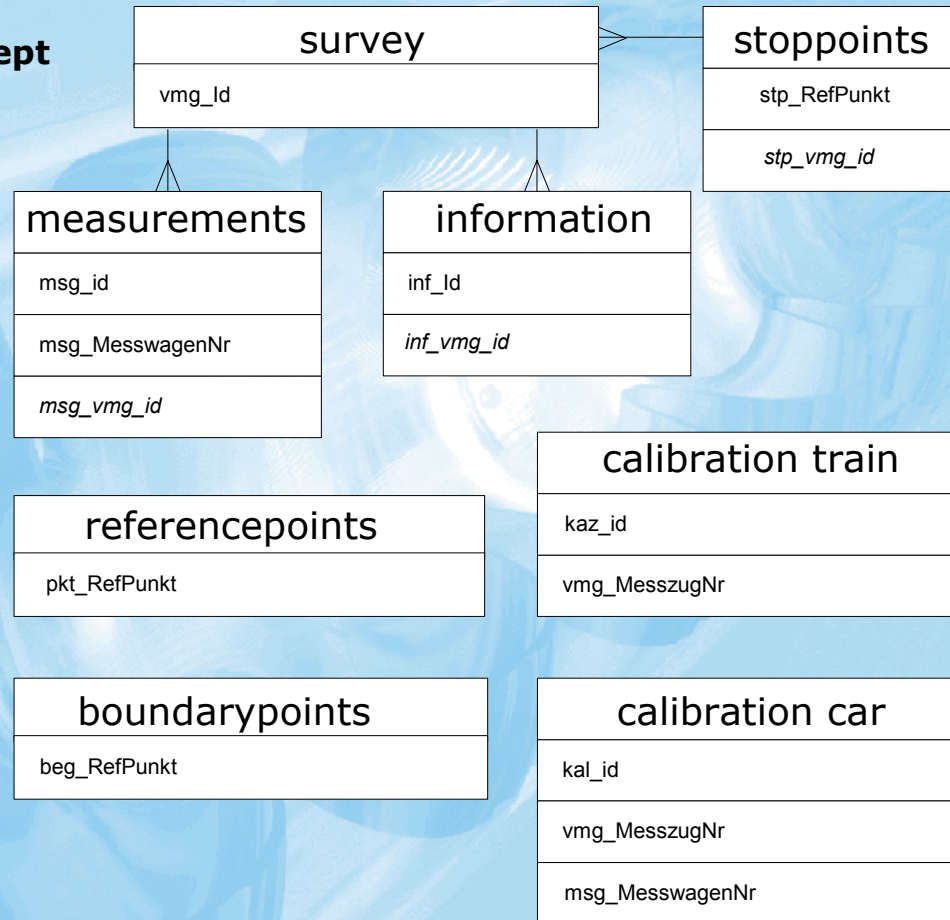 ept
survey
vmg_Id
stoppoints
stp_RefPunkt
stp_vmg_id
measurements
msg_id
msg_MesswagenNr
msg_vmg_id
information
inf_Id
inf_vmg_id
referencepoints
pkt_RefPunkt
calibration train
kaz_id
vmg_MesszugNr
boundarypoints
beg_RefPunkt
calibration car
kal_id
vmg_MesszugNr
msg_MesswagenNr